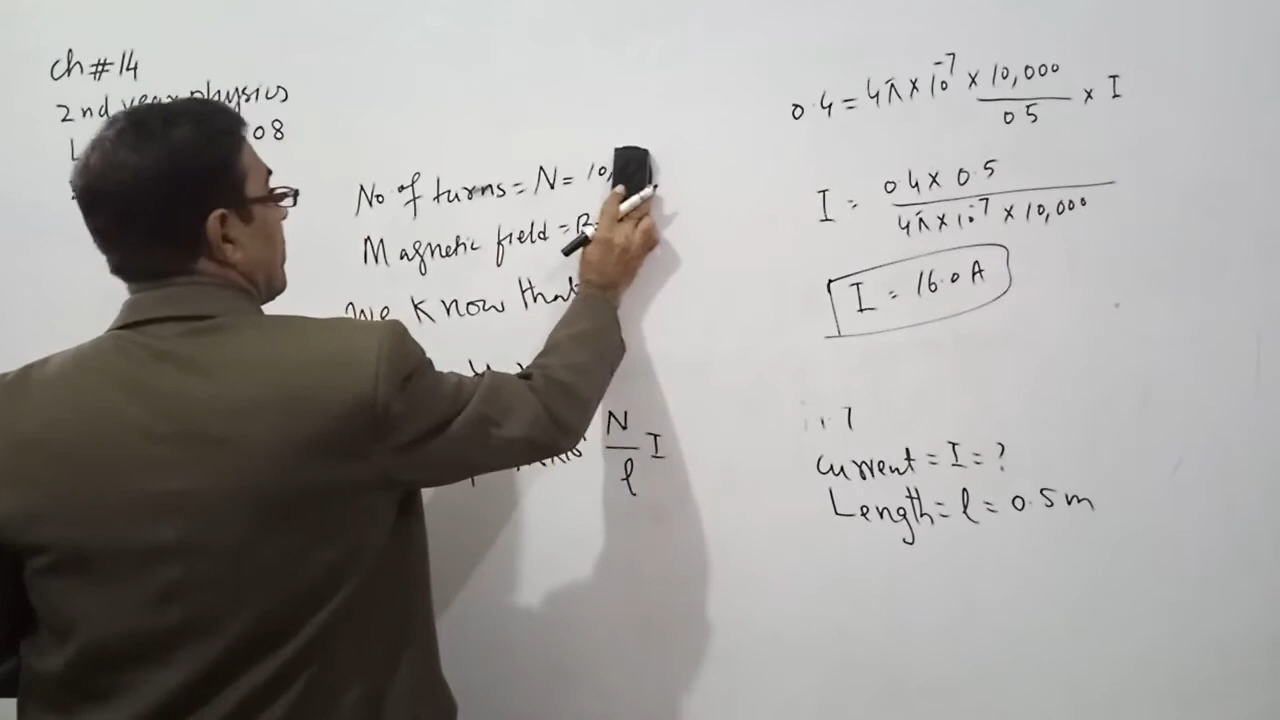 Ch # 14
2nd year physics
08
No of turns = N = 10,
Magnetic field = B
We Know that
N
l
I
0.4 = 4π × 10^-7 × 10,000 / 0.5 × I
I = 0.4 × 0.5 / 4π × 10^-7 × 10,000
I = 16.0 A
Current = I = ?
Length = l = 0.5 m